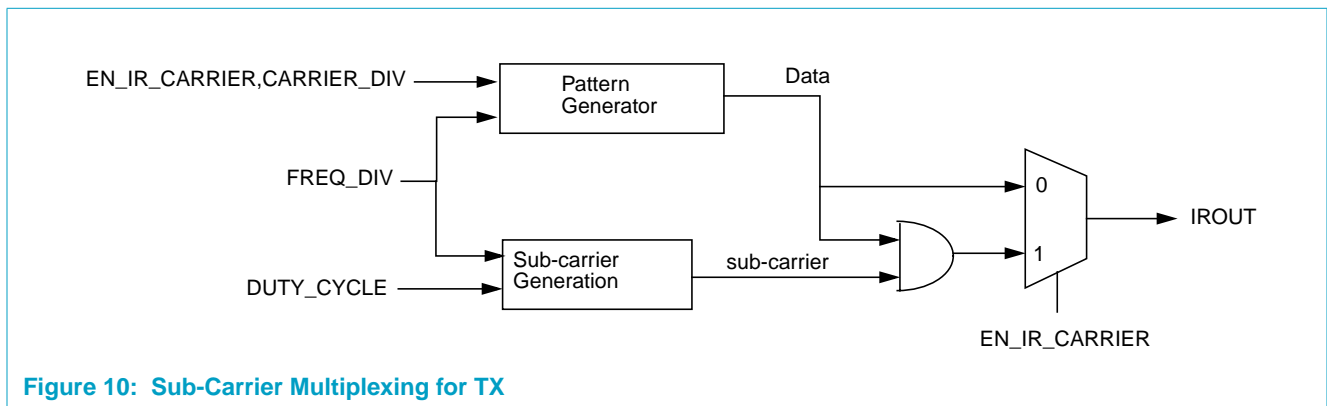 EN_IR_CARRIER,CARRIER_DIV
Pattern
Generator
Data
FREQ_DIV
0
IROUT
1
Sub-carrier
Generation
sub-carrier
DUTY_CYCLE
EN_IR_CARRIER
Figure 10: Sub-Carrier Multiplexing for TX